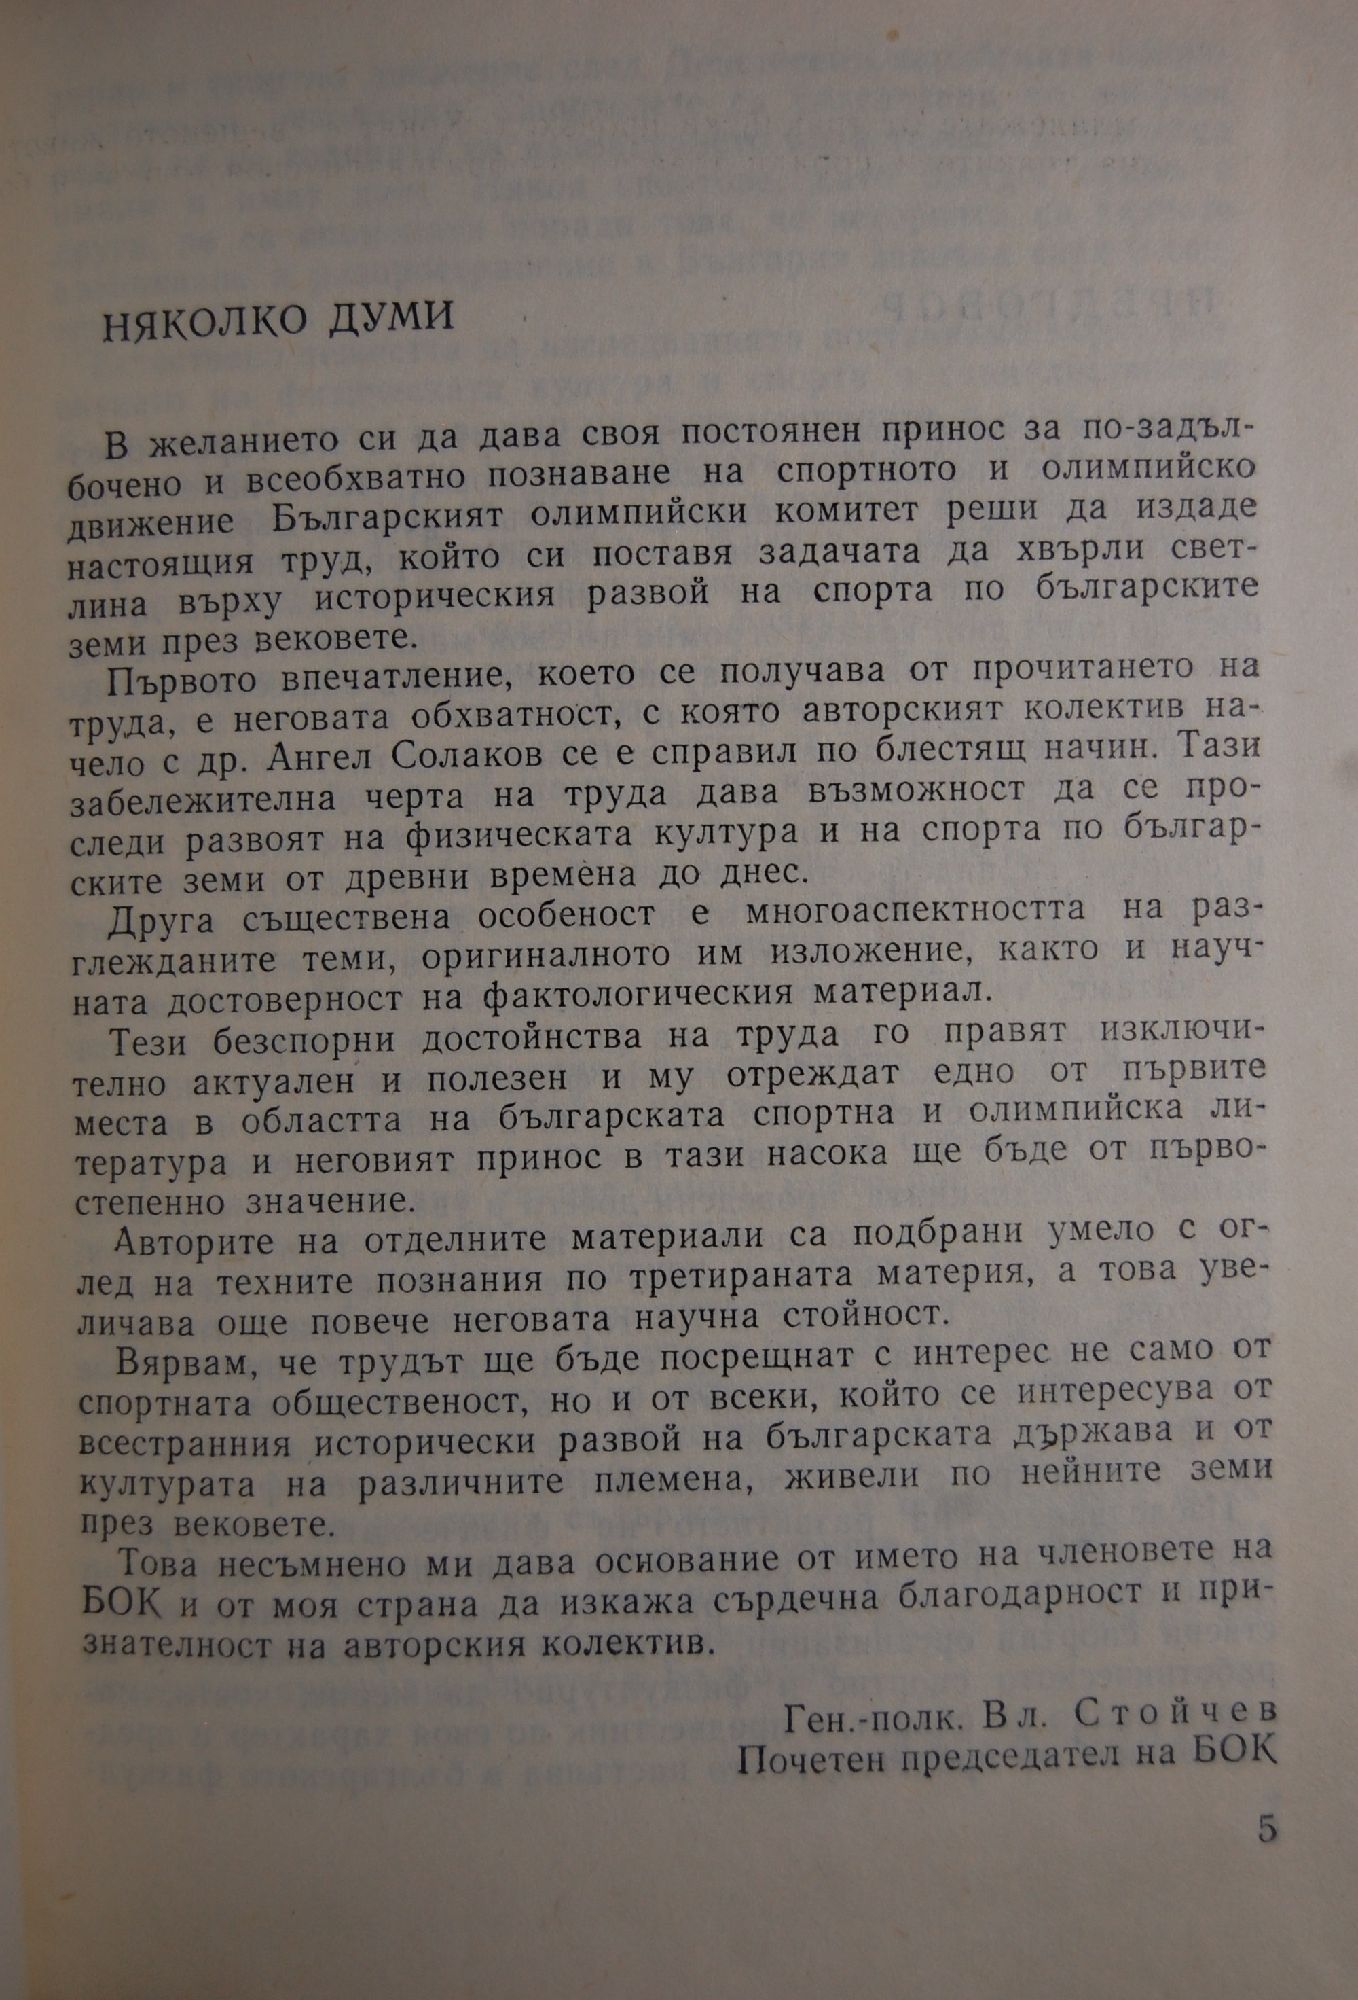 НЯКОЛКО ДУМИ
В желанието си да дава своя постоянен принос за по-задъл-
бочено и всеобхватно познаване на спортното и олимпийско
движение Българският олимпийски комитет реши да издаде
настоящия труд, който си поставя задачата да хвърли свет-
лина върху историческия развой на спорта по българските
земи през вековете.
Първото впечатление, което се получава от прочитането на
труда, е неговата обхватност, с която авторският колектив на-
чело с др. Ангел Солаков се е справил по блестящ начин. Тази
забележителна черта на труда дава възможност да се про-
следи развоят на физическата култура и на спорта по българ-
ските земи от древни времена до днес.
Друга съществена особеност е многоаспектността на раз-
глежданите теми, оригиналното им изложение, както и науч-
ната достоверност на фактологическия материал.
Тези безспорни достойнства на труда го правят изключи-
телно актуален и полезен и му отреждат едно от първите
места в областта на българската спортна и олимпийска ли-
тература и неговият принос в тази насока ще бъде от първо-
степенно значение.
Авторите на отделните материали са подбрани умело с ог-
лед на техните познания по третираната материя, а това уве-
личава още повече неговата научна стойност.
Вярвам, че трудът ще бъде посрещнат с интерес не само от
спортната общественост, но и от всеки, който се интересува от
всестранния исторически развой на българската държава и от
културата на различните племена, живели по нейните земи
през вековете.
Това несъмнено ми дава основание от името на членовете на
БОК и от моя страна да изкажа сърдечна благодарност и при-
знателност на авторския колектив.
Ген.-полк. Вл. Стойчев
Почетен председател на БОК
5